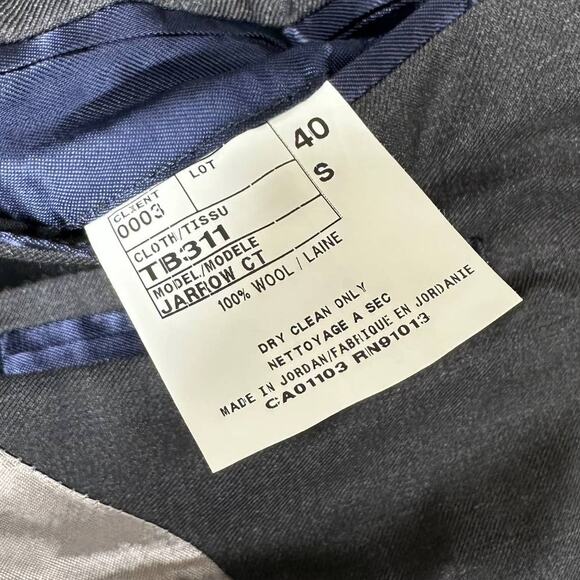 CLIENT LOT 40
0003 S
CLOTH/TISSU
TB311
MODEL/MODELE
JARROW CT
100% WOOL / LAINE
DRY CLEAN ONLY
NETTOYAGE A SEC
MADE IN JORDAN/FABRIQUE EN JORDANIE
CA01103 RN91013